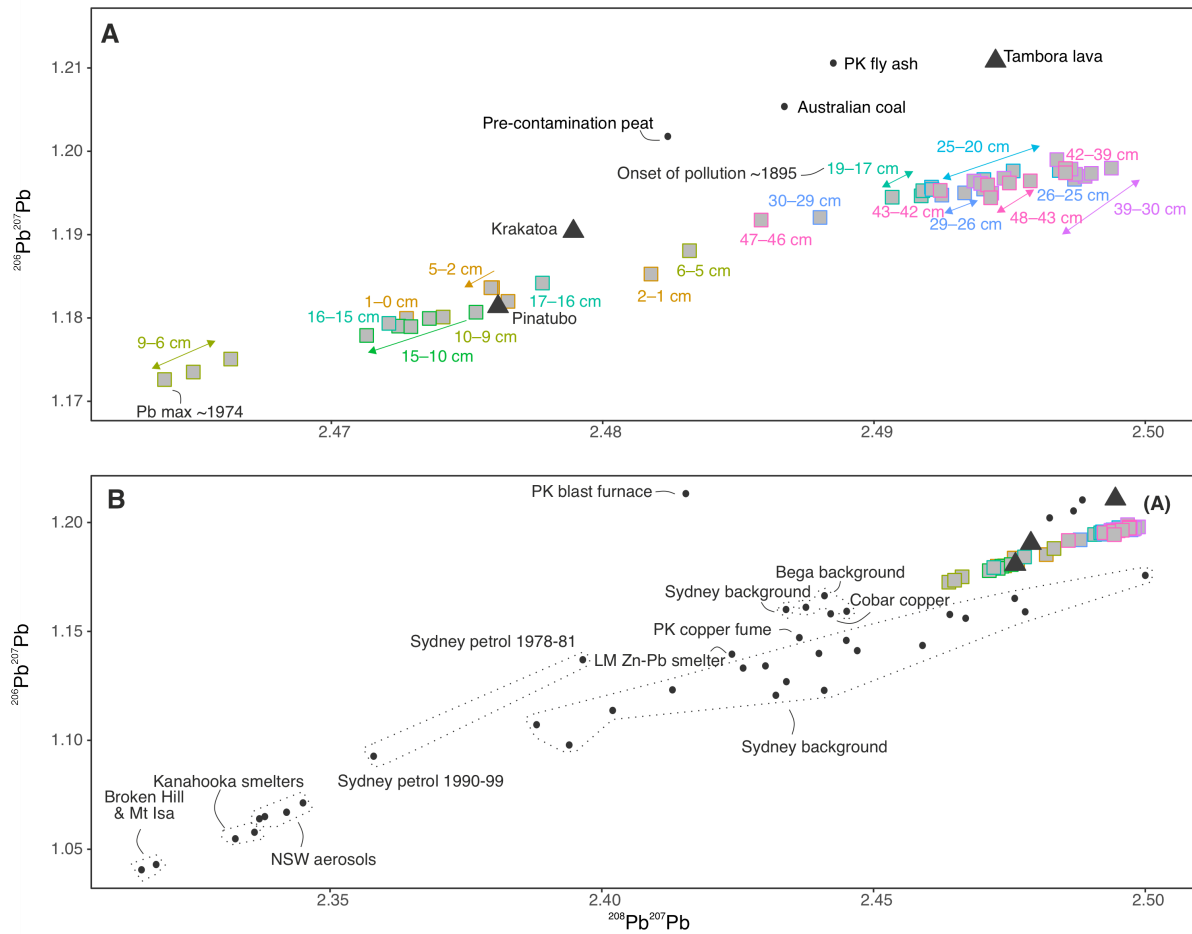 A
1.21
1.20
1.19
1.18
1.17
²⁰⁶Pb²⁰⁷Pb
PK fly ash
Tambora lava
Australian coal
Pre-contamination peat
25–20 cm
42–39 cm
Onset of pollution ~1895
19–17 cm
30–29 cm
43–42 cm
26–25 cm
39–30 cm
48–43 cm
29–26 cm
47–46 cm
Krakatoa
6–5 cm
5–2 cm
2–1 cm
17–16 cm
1–0 cm
16–15 cm
Pinatubo
10–9 cm
9–6 cm
15–10 cm
Pb max ~1974
2.47
2.48
2.49
2.50
B
(A)
1.20
1.15
1.10
1.05
²⁰⁶Pb²⁰⁷Pb
PK blast furnace
Bega background
Sydney background
Cobar copper
PK copper fume
Sydney petrol 1978-81
LM Zn-Pb smelter
Sydney background
Sydney petrol 1990-99
Kanahooka smelters
Broken Hill
& Mt Isa
NSW aerosols
2.35
2.40
2.45
2.50
²⁰⁸Pb²⁰⁷Pb